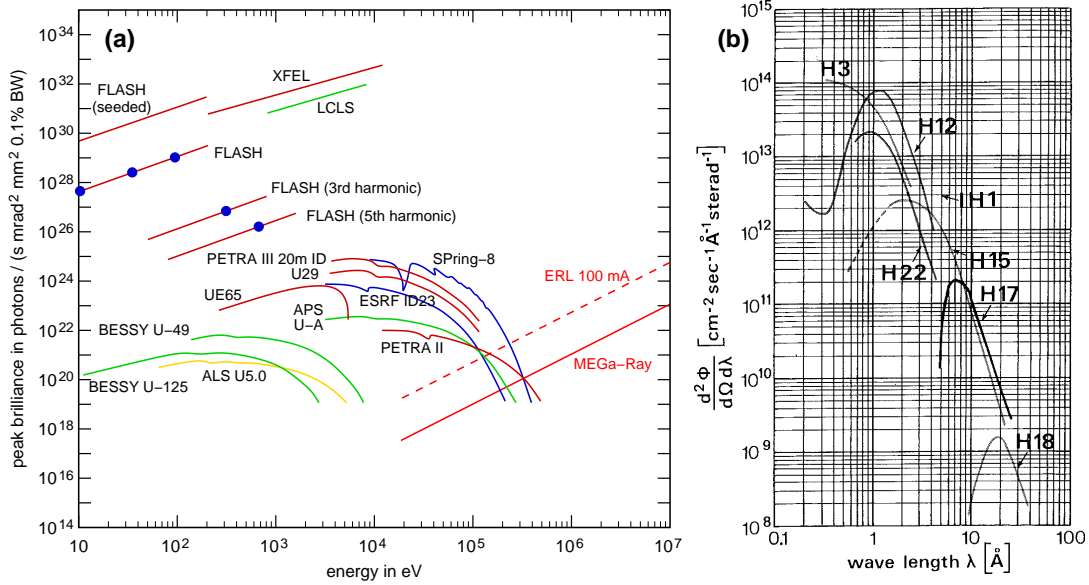 (a)
10^34
10^32
10^30
10^28
10^26
10^24
10^22
10^20
10^18
10^16
10^14
peak brilliance in photons / (s mrad^2 mm^2 0.1% BW)
10
10^2
10^3
10^4
10^5
10^6
10^7
energy in eV
FLASH
(seeded)
XFEL
LCLS
FLASH
FLASH (3rd harmonic)
FLASH (5th harmonic)
PETRA III 20m ID
U29
SPring−8
UE65
ESRF ID23
APS
U−A
ERL 100 mA
BESSY U−49
PETRA II
MEGa−Ray
BESSY U−125
ALS U5.0
(b)
10^15
10^14
10^13
10^12
10^11
10^10
10^9
10^8
d^2 Φ
dΩ dλ
[cm^-2 sec^-1 Å^-1 sterad^-1]
H3
H12
IH1
H15
H22
H17
H18
0.1
1
10
100
wave length λ [Å]